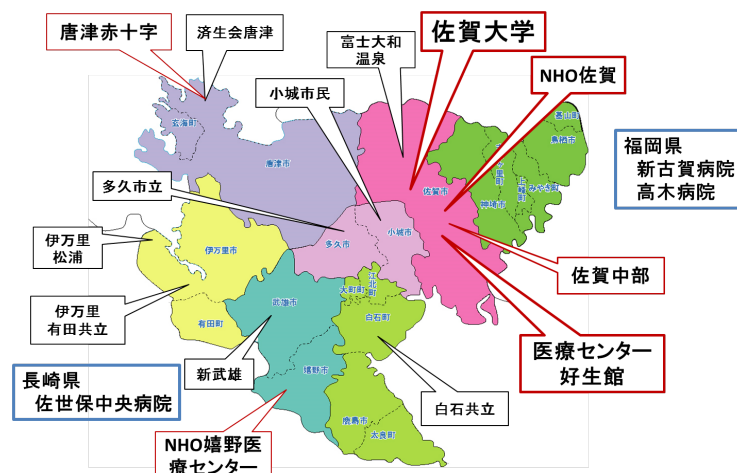 唐津赤十字
済生会唐津
富士大和
温泉
佐賀大学
NHO佐賀
小城市民
福岡県
新古賀病院
高木病院
多久市立
伊万里
松浦
伊万里
有田共立
佐賀中部
長崎県
佐世保中央病院
新武雄
白石共立
医療センター
好生館
NHO嬉野医
療センター
玄海町
唐津市
佐賀市
基山町
鳥栖市
みやき町
上峰町
神埼市
多久市
小城市
伊万里市
有田町
武雄市
嬉野市
大町町
江北町
白石町
鹿島市
太良町